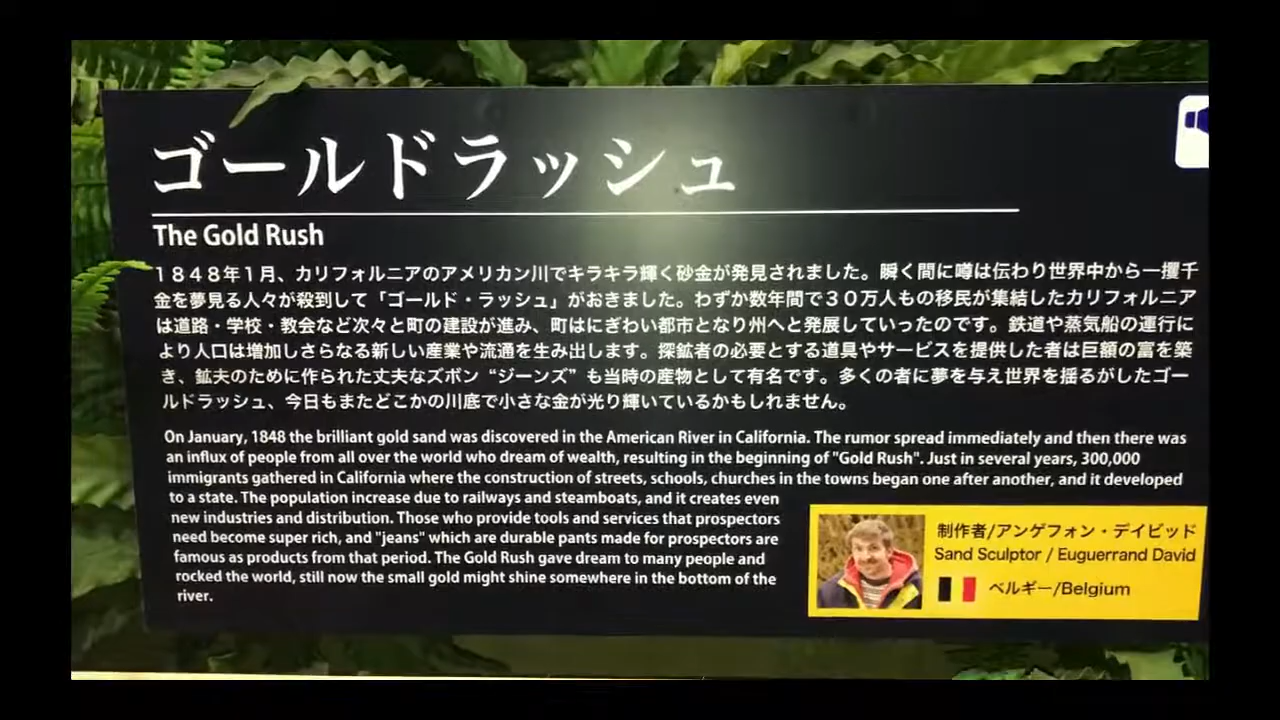 ゴールドラッシュ
The Gold Rush
1848年1月、カリフォルニアのアメリカン川でキラキラ輝く砂金が発見されました。瞬く間に噂は伝わり世界中から一攫千
金を夢見る人々が殺到して「ゴールド・ラッシュ」がおきました。わずか数年間で30万人もの移民が集結したカリフォルニア
は道路・学校・教会など次々と町の建設が進み、町はにぎわい都市となり州へと発展していったのです。鉄道や蒸気船の運行に
より人口は増加しさらなる新しい産業や流通を生み出します。探鉱者の必要とする道具やサービスを提供した者は巨額の富を築
き、鉱夫のために作られた丈夫なズボン“ジーンズ”も当時の産物として有名です。多くの者に夢を与え世界を揺るがしたゴー
ルドラッシュ、今日もまたどこかの川底で小さな金が光り輝いているかもしれません。
On January, 1848 the brilliant gold sand was discovered in the American River in California. The rumor spread immediately and then there was
an influx of people from all over the world who dream of wealth, resulting in the beginning of "Gold Rush". Just in several years, 300,000
immigrants gathered in California where the construction of streets, schools, churches in the towns began one after another, and it developed
to a state. The population increase due to railways and steamboats, and it creates even
new industries and distribution. Those who provide tools and services that prospectors
need become super rich, and "jeans" which are durable pants made for prospectors are
famous as products from that period. The Gold Rush gave dream to many people and
rocked the world, still now the small gold might shine somewhere in the bottom of the
river.
制作者/アンゲフォン・デイビッド
Sand Sculptor / Euguerrand David
ベルギー/Belgium